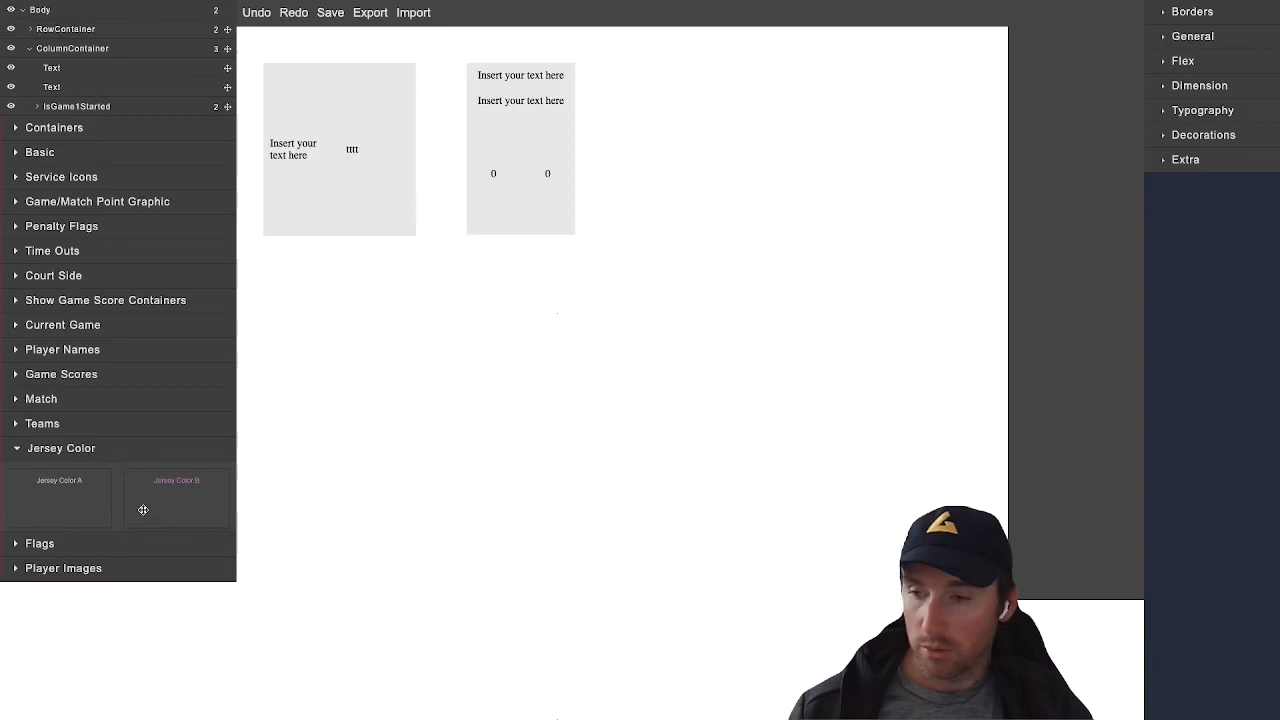 Body 2
RowContainer 2
ColumnContainer 3
Text
Text
IsGame1Started 2
Containers
Basic
Service Icons
Game/Match Point Graphic
Penalty Flags
Time Outs
Court Side
Show Game Score Containers
Current Game
Player Names
Game Scores
Match
Teams
Jersey Color
Jersey Color A Jersey Color B
Flags
Player Images
Undo Redo Save Export Import
Insert your
text here
tttt
Insert your text here
Insert your text here
0 0
Borders
General
Flex
Dimension
Typography
Decorations
Extra